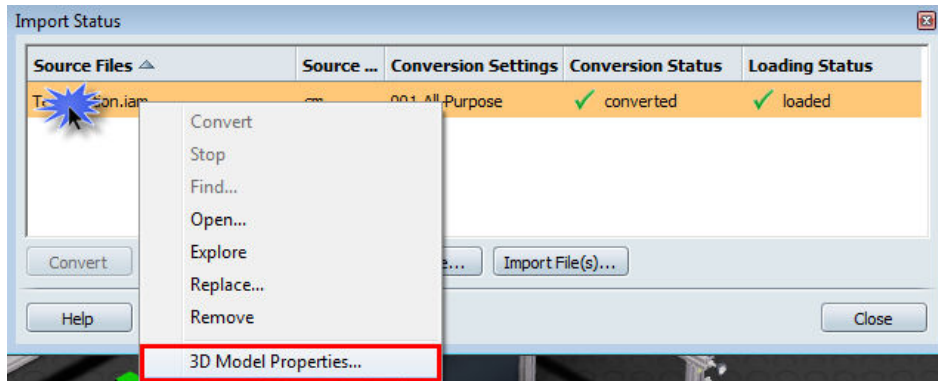 Import Status
Source Files Source ... Conversion Settings Conversion Status Loading Status
001 All-Purpose converted loaded
Convert
Stop
Find...
Open...
Explore
Convert Import File(s)...
Replace...
Help Remove Close
3D Model Properties...